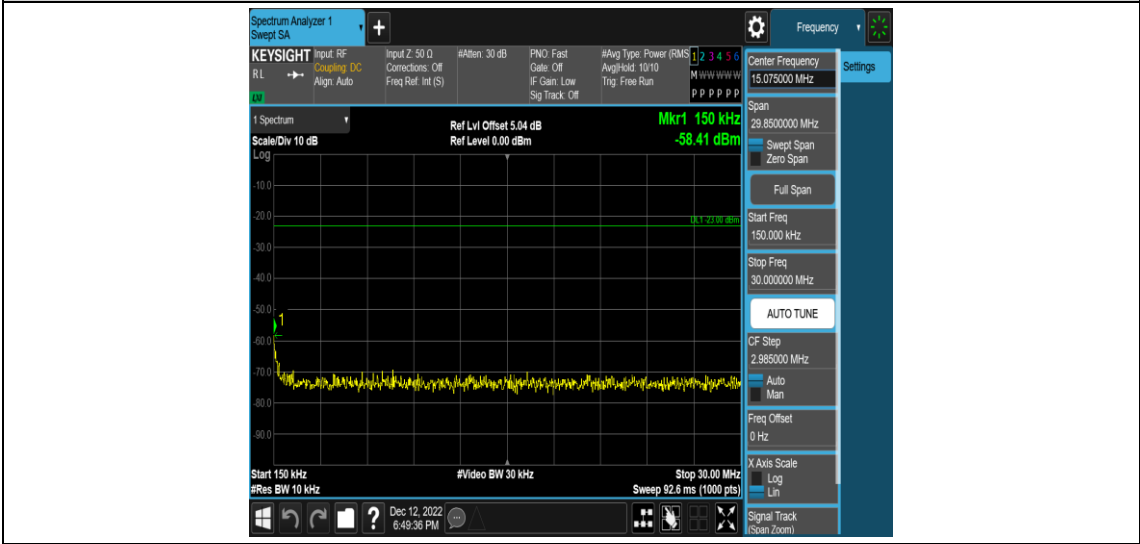 Spectrum Analyzer 1
Swept SA
+
Frequency
KEYSIGHT
RL
Input: RF
Coupling: DC
Align: Auto
Input Z: 50 Ω
Corrections: Off
Freq Ref: Int (S)
#Atten: 30 dB
PNO: Fast
Gate: Off
IF Gain: Low
Sig Track: Off
#Avg Type: Power (RMS
Avg|Hold: 10/10
Trig: Free Run
1 2 3 4 5 6
M W W W W W
P P P P P P
1 Spectrum
Scale/Div 10 dB
Log
Ref Lvl Offset 5.04 dB
Ref Level 0.00 dBm
Mkr1 150 kHz
-58.41 dBm
-10.0
-20.0
DL1 -23.00 dBm
-30.0
-40.0
-50.0
1
-60.0
-70.0
-80.0
-90.0
Start 150 kHz
#Video BW 30 kHz
Stop 30.00 MHz
#Res BW 10 kHz
Sweep 92.6 ms (1000 pts)
?
Dec 12, 2022
6:49:36 PM
Center Frequency
15.075000 MHz
Settings
Span
29.8500000 MHz
Swept Span
Zero Span
Full Span
Start Freq
150.000 kHz
Stop Freq
30.000000 MHz
AUTO TUNE
CF Step
2.985000 MHz
Auto
Man
Freq Offset
0 Hz
X Axis Scale
Log
Lin
Signal Track
(Span Zoom)